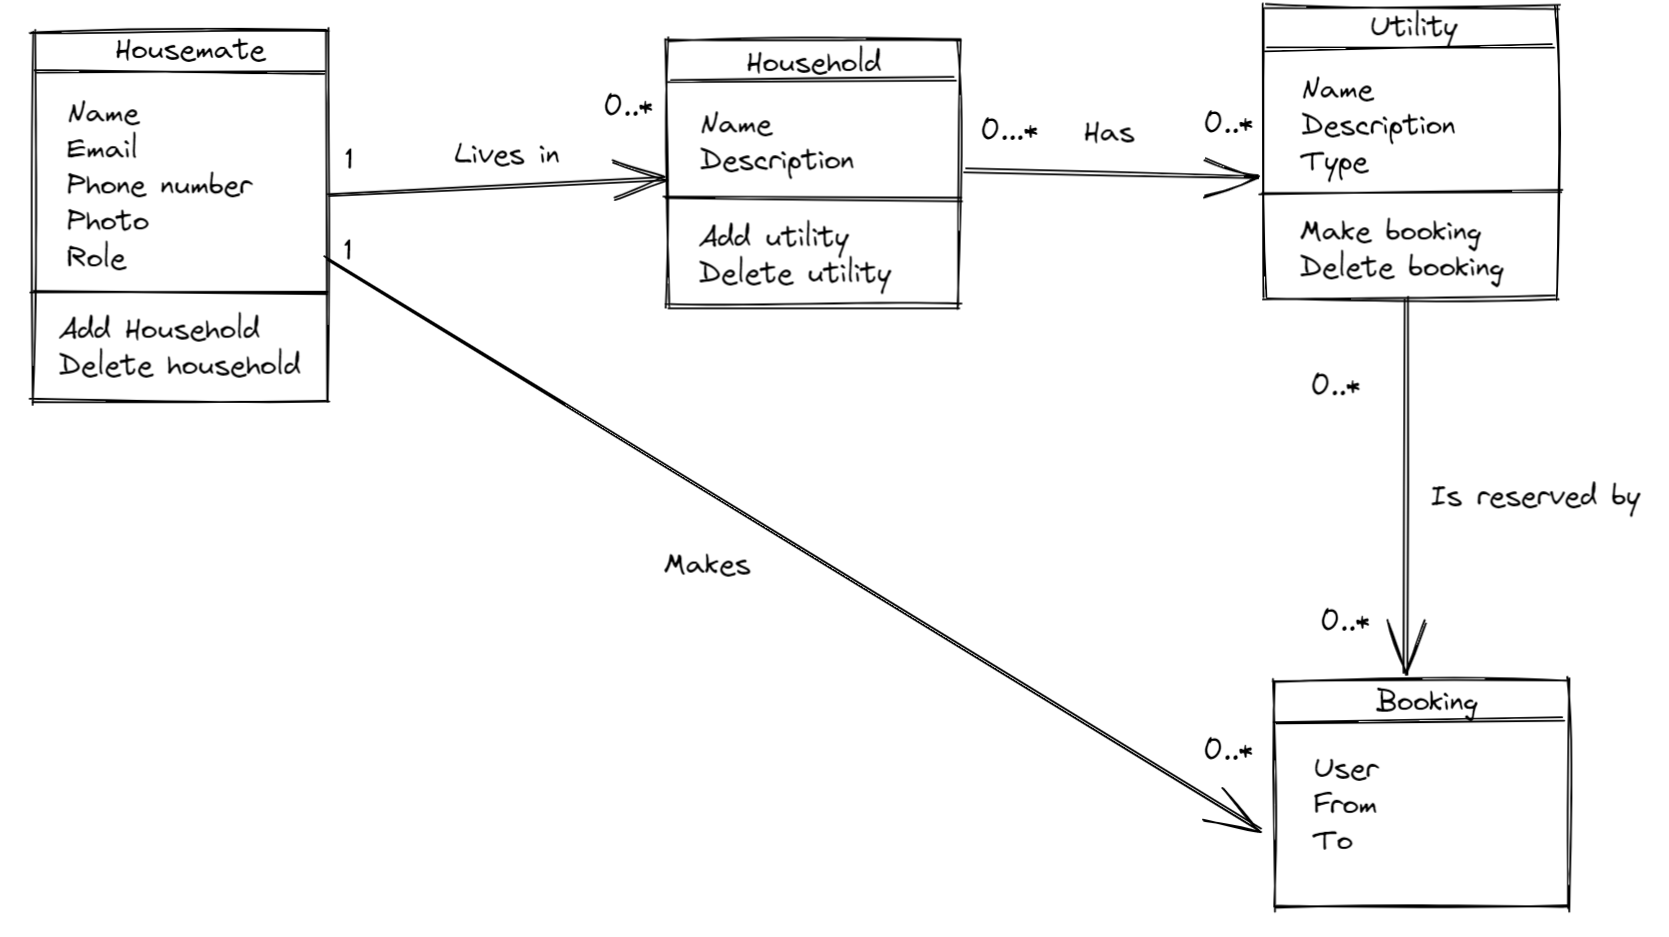 Housemate
Name
Email
Phone number
Photo
Role
Add Household
Delete household
1
Lives in
0..*
1
Makes
0..*
Household
Name
Description
Add utility
Delete utility
0...*
Has
0..*
Utility
Name
Description
Type
Make booking
Delete booking
0..*
Is reserved by
0..*
Booking
User
From
To